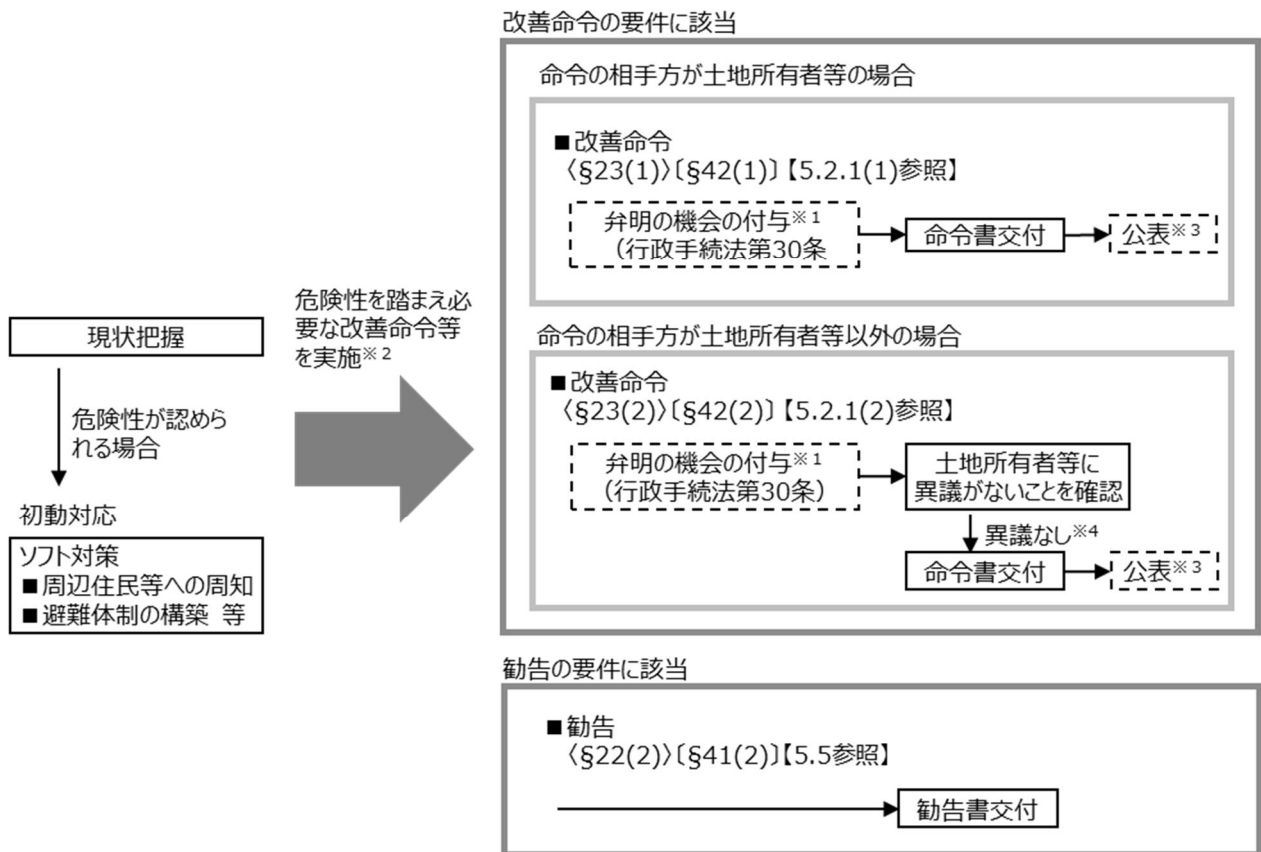 現状把握
危険性が認めら
れる場合
初動対応
ソフト対策
■周辺住民等への周知
■避難体制の構築 等
危険性を踏まえ必
要な改善命令等
を実施※2
改善命令の要件に該当
命令の相手方が土地所有者等の場合
■改善命令
〈§23(1)〉〔§42(1)〕【5.2.1(1)参照】
弁明の機会の付与※1
（行政手続法第30条
命令書交付
公表※3
命令の相手方が土地所有者等以外の場合
■改善命令
〈§23(2)〉〔§42(2)〕【5.2.1(2)参照】
弁明の機会の付与※1
（行政手続法第30条）
土地所有者等に
異議がないことを確認
異議なし※4
命令書交付
公表※3
勧告の要件に該当
■勧告
〈§22(2)〉〔§41(2)〕【5.5参照】
勧告書交付